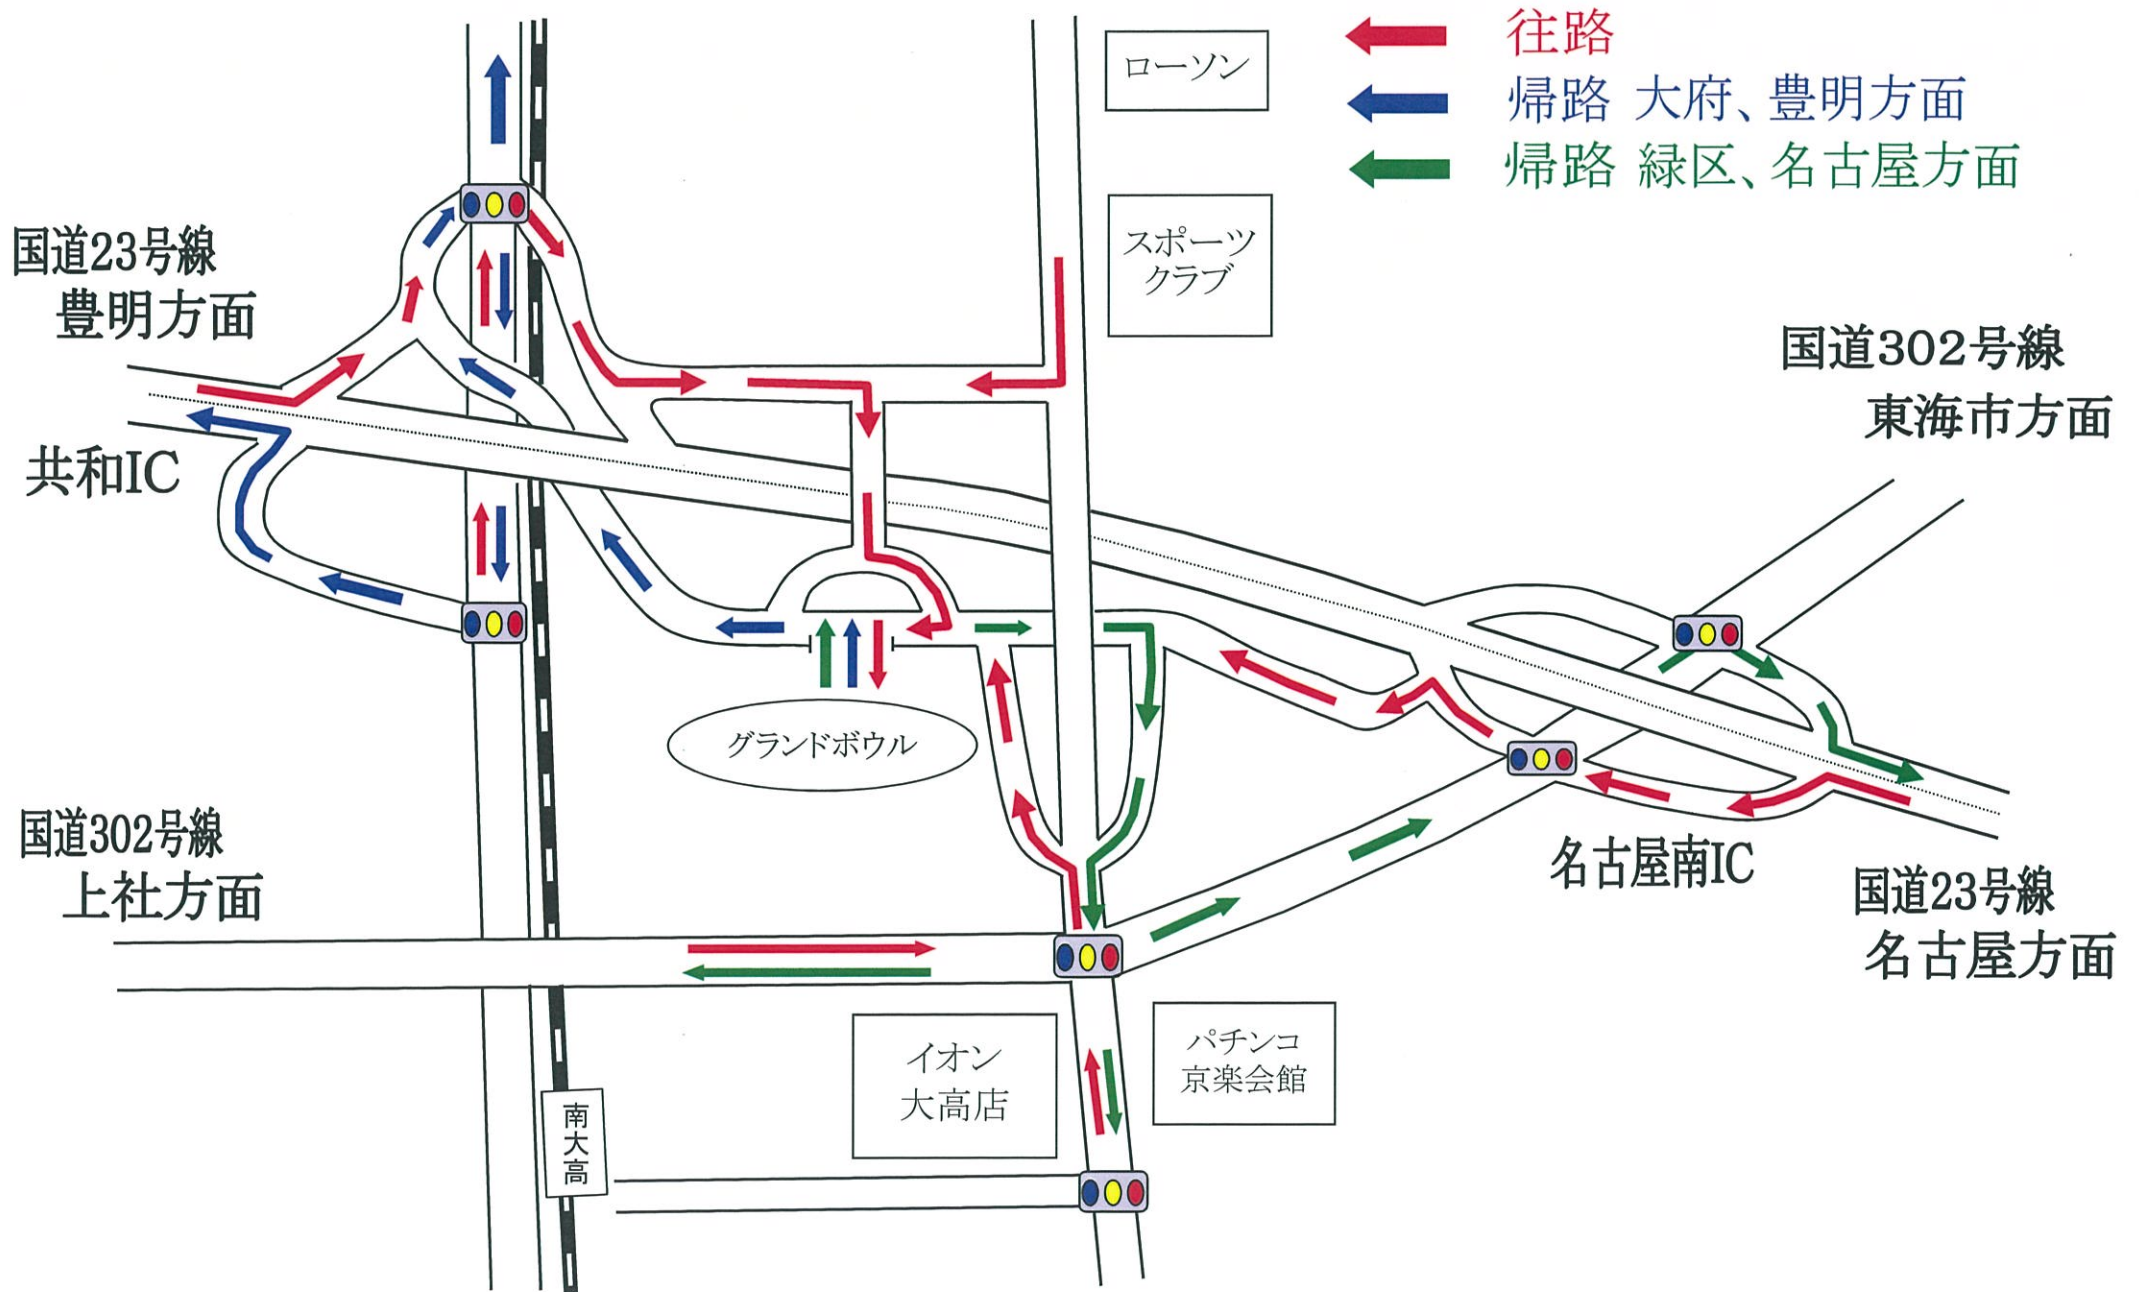 ローソン
往路
帰路 大府、豊明方面
帰路 緑区、名古屋方面
スポーツ
クラブ
国道23号線
豊明方面
共和IC
国道302号線
東海市方面
グランドボウル
国道302号線
上社方面
名古屋南IC
国道23号線
名古屋方面
イオン
大高店
パチンコ
京楽会館
南大高